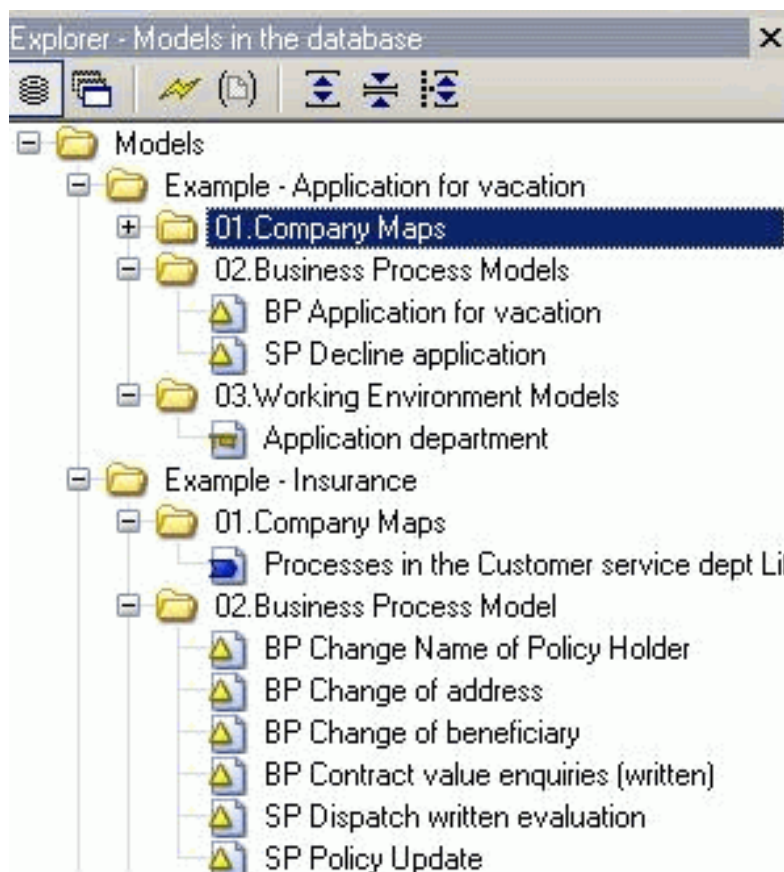 Explorer - Models in the database
Models
Example - Application for vacation
01.Company Maps
02.Business Process Models
BP Application for vacation
SP Decline application
03.Working Environment Models
Application department
Example - Insurance
01.Company Maps
Processes in the Customer service dept Li
02.Business Process Model
BP Change Name of Policy Holder
BP Change of address
BP Change of beneficiary
BP Contract value enquiries (written)
SP Dispatch written evaluation
SP Policy Update